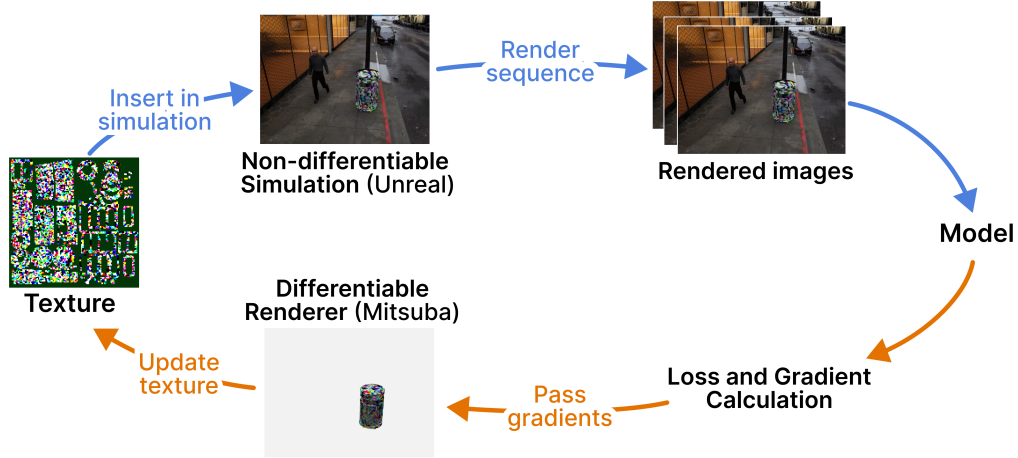 Insert in
simulation
Non-differentiable
Simulation (Unreal)
Render
sequence
Rendered images
Model
Loss and Gradient
Calculation
Pass
gradients
Differentiable
Renderer (Mitsuba)
Update
texture
Texture